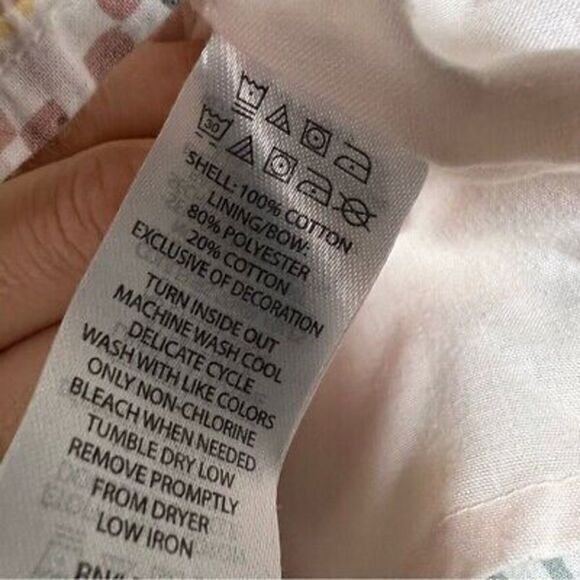 30
SHELL: 100% COTTON
LINING/BOW:
80% POLYESTER
20% COTTON
EXCLUSIVE OF DECORATION
TURN INSIDE OUT
MACHINE WASH COOL
DELICATE CYCLE
WASH WITH LIKE COLORS
ONLY NON-CHLORINE
BLEACH WHEN NEEDED
TUMBLE DRY LOW
REMOVE PROMPTLY
FROM DRYER
LOW IRON